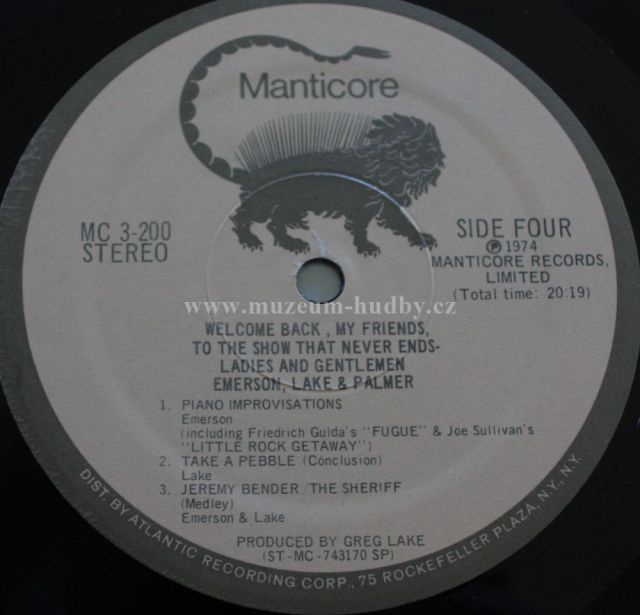 Manticore
MC 3-200
STEREO
SIDE FOUR
℗ 1974
MANTICORE RECORDS,
LIMITED
(Total time: 20:19)
www.muzeum-hudby.cz
WELCOME BACK , MY FRIENDS,
TO THE SHOW THAT NEVER ENDS-
LADIES AND GENTLEMEN
EMERSON, LAKE & PALMER
1. PIANO IMPROVISATIONS
Emerson
(including Friedrich Gulda's "FUGUE" & Joe Sullivan's
"LITTLE ROCK GETAWAY")
2. TAKE A PEBBLE (Conclusion)
Lake
3. JEREMY BENDER/THE SHERIFF
(Medley)
Emerson & Lake
PRODUCED BY GREG LAKE
(ST-MC-743170 SP)
DIST. BY ATLANTIC RECORDING CORP., 75 ROCKEFELLER PLAZA, N.Y., N.Y.